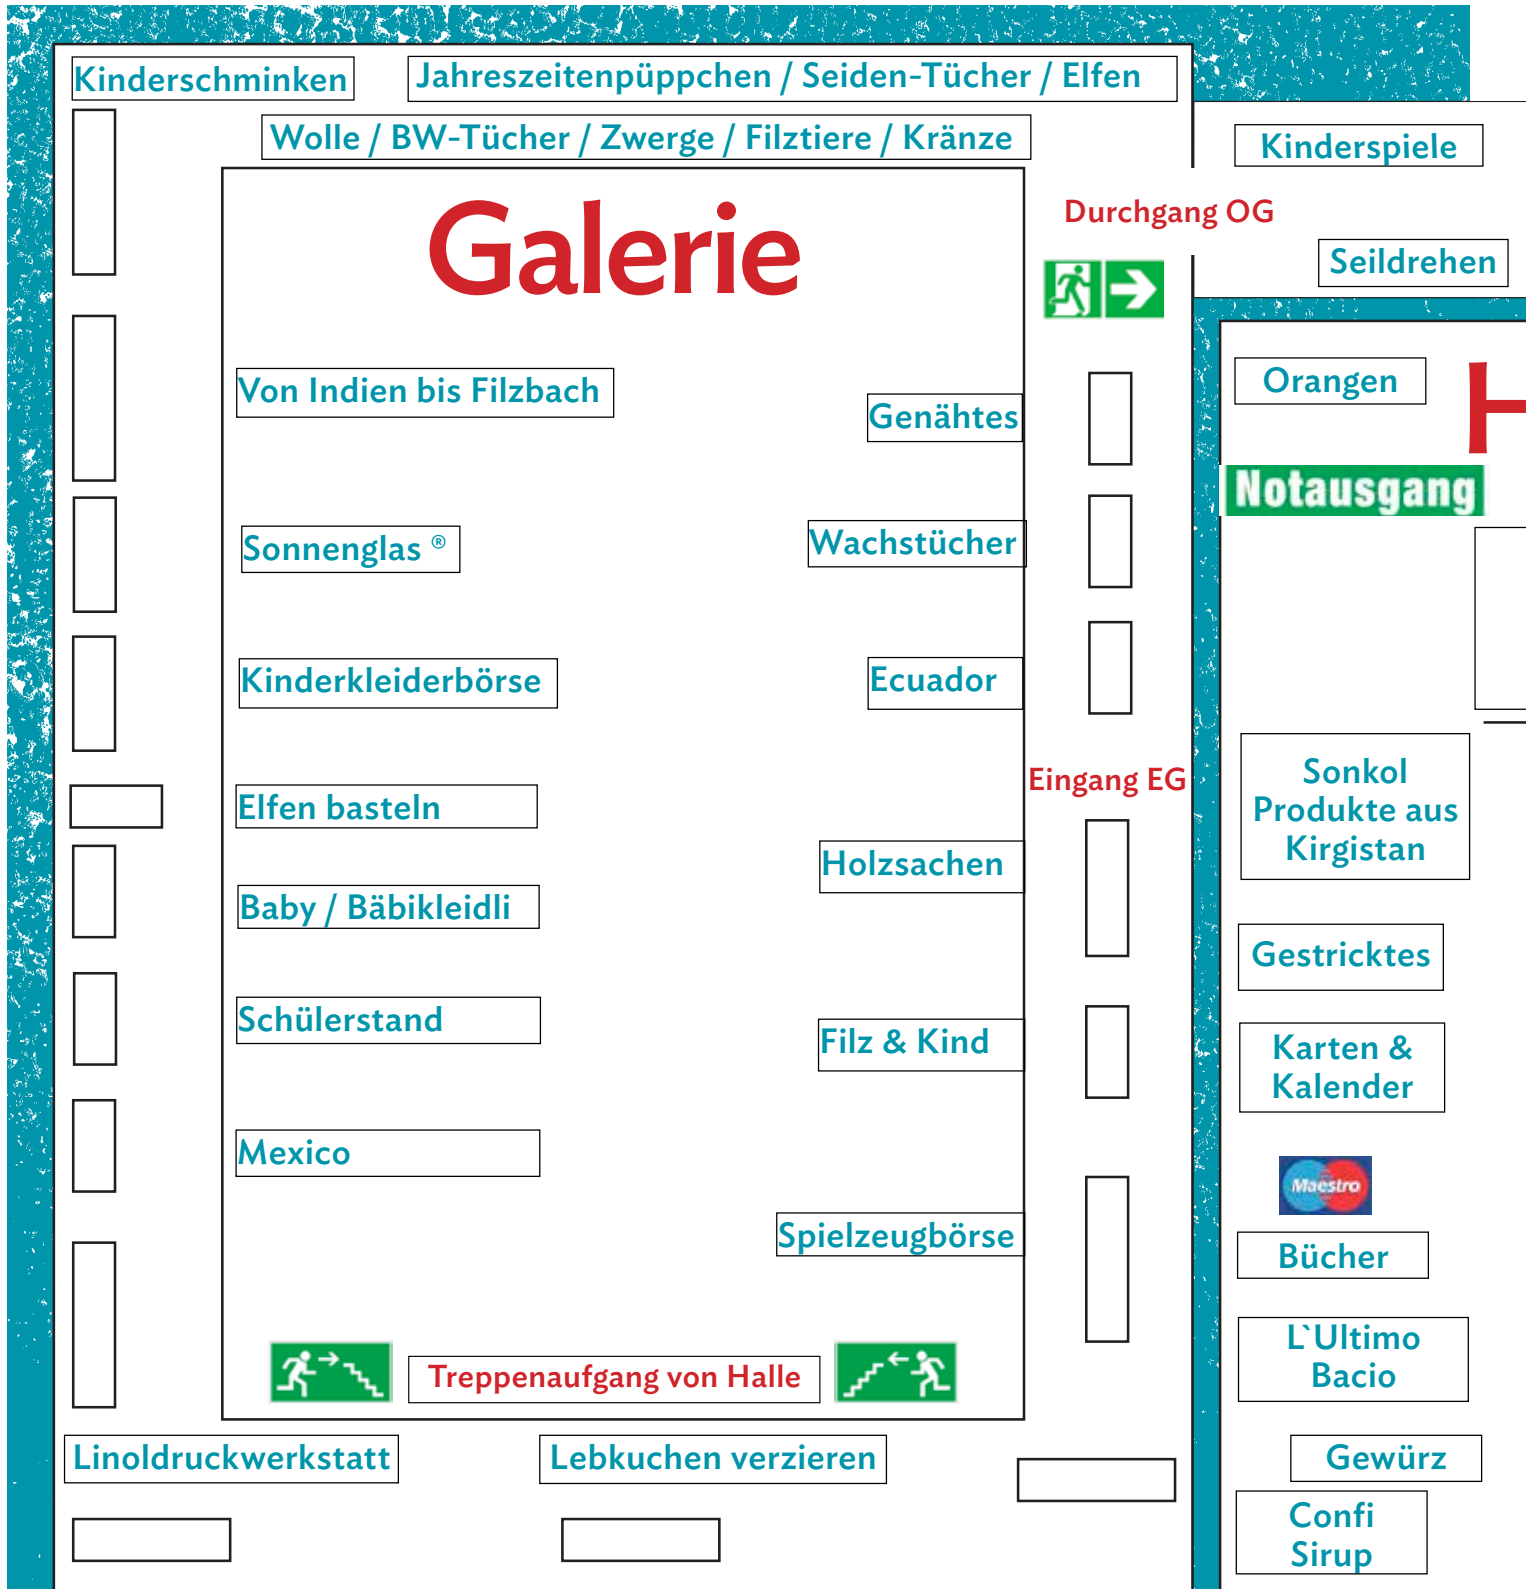 Kinderschminken
Jahreszeitenpüppchen / Seiden-Tücher / Elfen
Wolle / BW-Tücher / Zwerge / Filztiere / Kränze
Galerie
Durchgang OG
Von Indien bis Filzbach
Genähtes
Sonnenglas ®
Wachstücher
Kinderkleiderbörse
Ecuador
Eingang EG
Elfen basteln
Holzsachen
Baby / Bäbikleidli
Schülerstand
Filz & Kind
Mexico
Spielzeugbörse
Treppenaufgang von Halle
Linoldruckwerkstatt
Lebkuchen verzieren
Kinderspiele
Seildrehen
Orangen
H
Notausgang
Sonkol
Produkte aus
Kirgistan
Gestricktes
Karten &
Kalender
Maestro
Bücher
L`Ultimo
Bacio
Gewürz
Confi
Sirup